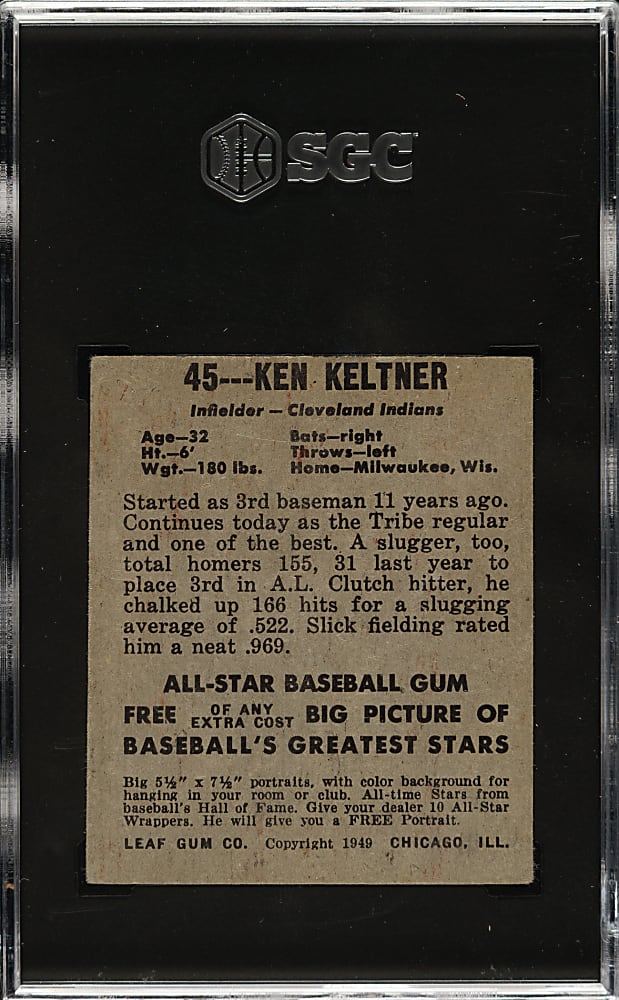 SGC
45---KEN KELTNER
Infielder — Cleveland Indians
Age—32 Bats—right
Ht.—6' Throws—left
Wgt.—180 lbs. Home—Milwaukee, Wis.
Started as 3rd baseman 11 years ago.
Continues today as the Tribe regular
and one of the best. A slugger, too,
total homers 155, 31 last year to
place 3rd in A.L. Clutch hitter, he
chalked up 166 hits for a slugging
average of .522. Slick fielding rated
him a neat .969.
ALL-STAR BASEBALL GUM
FREE OF ANY EXTRA COST BIG PICTURE OF
BASEBALL'S GREATEST STARS
Big 5½" x 7½" portraits, with color background for
hanging in your room or club. All-time Stars from
baseball's Hall of Fame. Give your dealer 10 All-Star
Wrappers. He will give you a FREE Portrait.
LEAF GUM CO. Copyright 1949 CHICAGO, ILL.